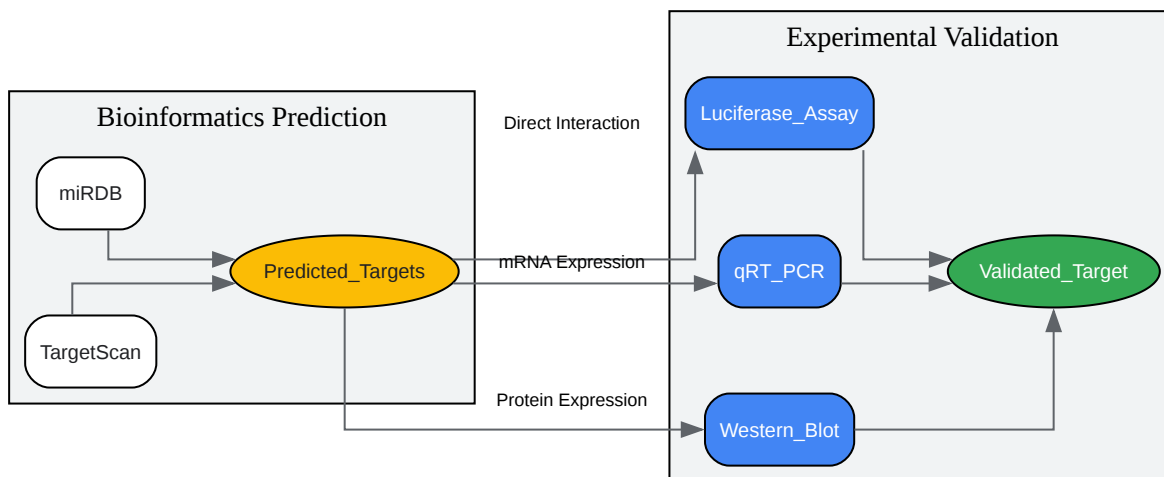 Experimental Validation
Bioinformatics Prediction
Luciferase_Assay
Direct Interaction
miRDB
Predicted_Targets
mRNA Expression
qRT_PCR
Validated_Target
TargetScan
Protein Expression
Western_Blot